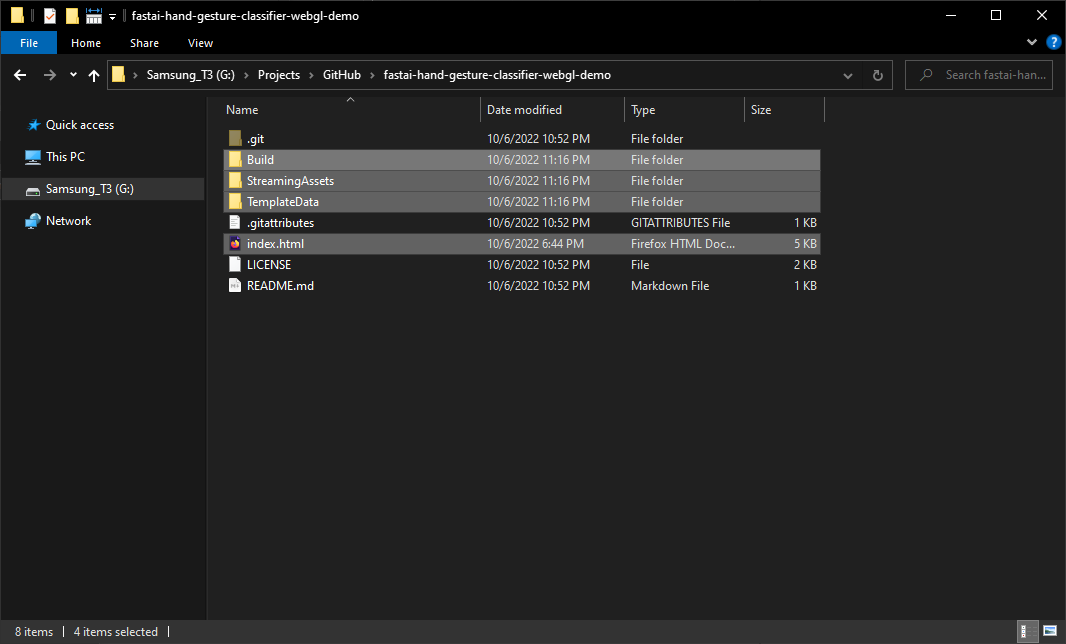 fastai-hand-gesture-classifier-webgl-demo
File Home Share View
Samsung_T3 (G:) Projects GitHub fastai-hand-gesture-classifier-webgl-demo Search fastai-han...
Quick access
This PC
Samsung_T3 (G:)
Network
Name Date modified Type Size
.git 10/6/2022 10:52 PM File folder
Build 10/6/2022 11:16 PM File folder
StreamingAssets 10/6/2022 11:16 PM File folder
TemplateData 10/6/2022 11:16 PM File folder
.gitattributes 10/6/2022 10:52 PM GITATTRIBUTES File 1 KB
index.html 10/6/2022 6:44 PM Firefox HTML Doc... 5 KB
LICENSE 10/6/2022 10:52 PM File 2 KB
README.md 10/6/2022 10:52 PM Markdown File 1 KB
8 items 4 items selected